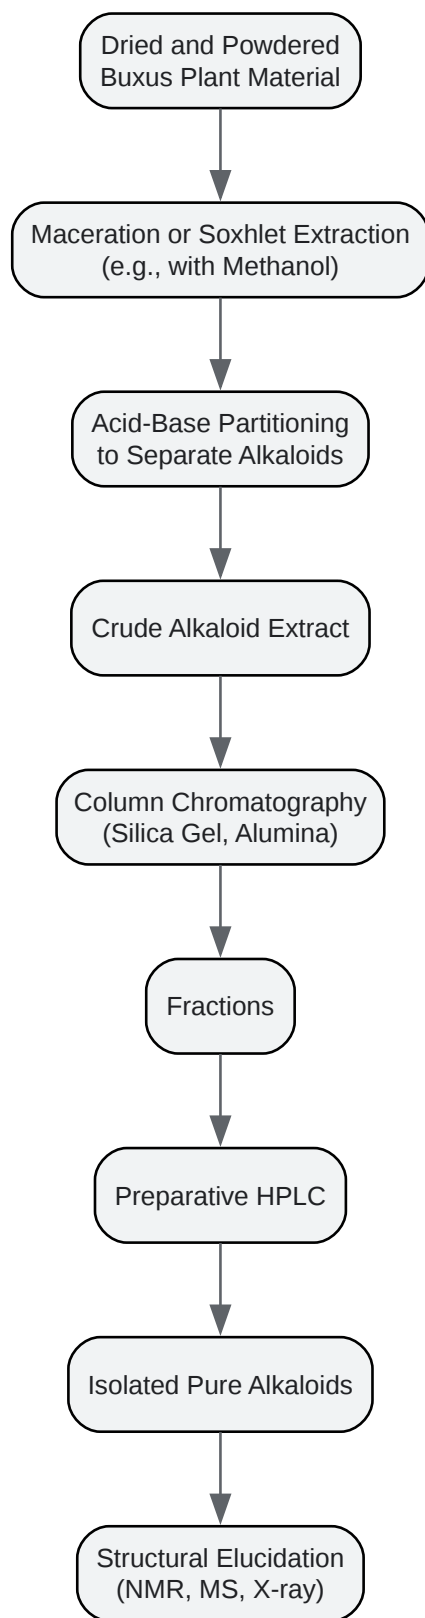 Dried and Powdered
Buxus Plant Material
Maceration or Soxhlet Extraction
(e.g., with Methanol)
Acid-Base Partitioning
to Separate Alkaloids
Crude Alkaloid Extract
Column Chromatography
(Silica Gel, Alumina)
Fractions
Preparative HPLC
Isolated Pure Alkaloids
Structural Elucidation
(NMR, MS, X-ray)